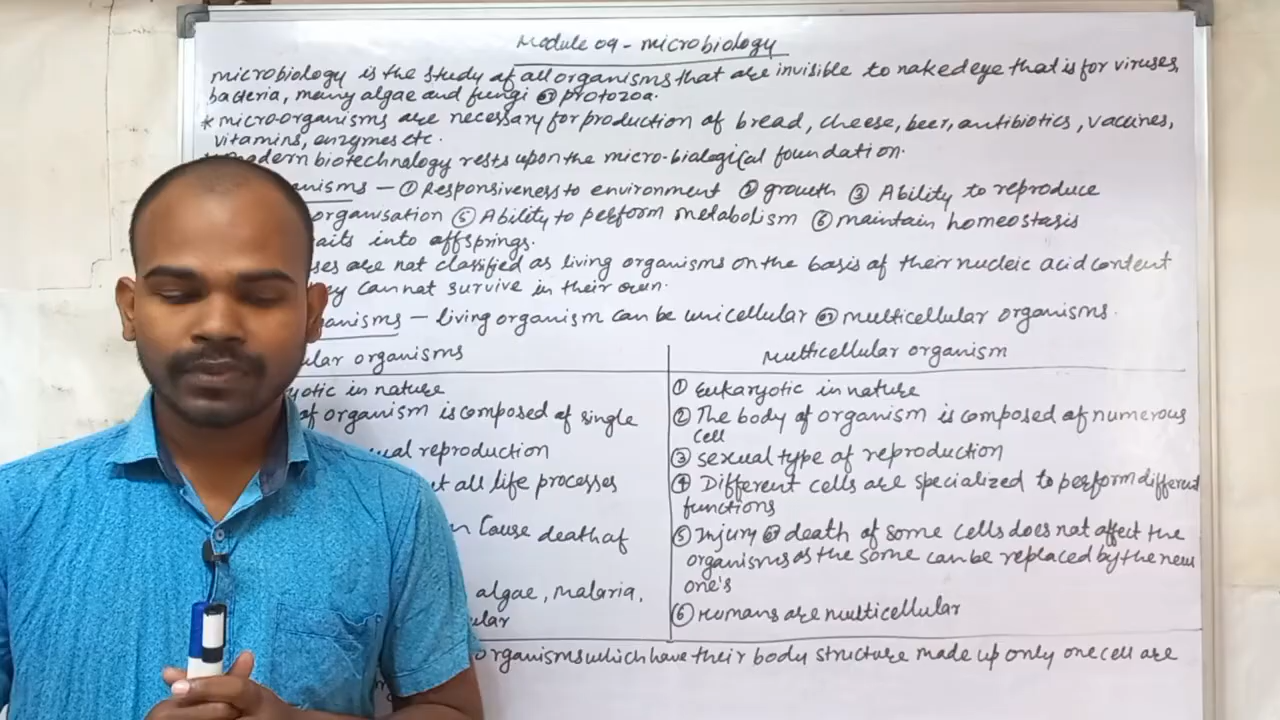 Module 09 - microbiology
microbiology is the study of all organisms that are invisible to naked eye that is for viruses,
bacteria, many algae and fungi or protozoa.
* microorganisms are necessary for production of bread, cheese, beer, antibiotics, vaccines,
vitamins, enzymes etc.
modern biotechnology rests upon the micro-biological foundation.
anisms - ① Responsiveness to environment ② growth ③ Ability to reproduce
organisation ⑤ Ability to perform metabolism ⑥ maintain homeostasis
aits into offsprings.
ses are not classified as living organisms on the basis of their nucleic acid content
ey cannot survive in their own.
anisms - living organism can be unicellular or multicellular organisms.
ular organisms
Multicellular organism
yotic in nature
of organism is composed of single
ual reproduction
t all life processes
n Cause death of
algae, malaria,
ular
① Eukaryotic in nature
② The body of organism is composed of numerous
cell
③ sexual type of reproduction
④ Different cells are specialized to perform different
functions
⑤ Injury or death of some cells does not affect the
organisms as the some can be replaced by the new
one's
⑥ Humans are multicellular
organisms which have their body structure made up only one cell are